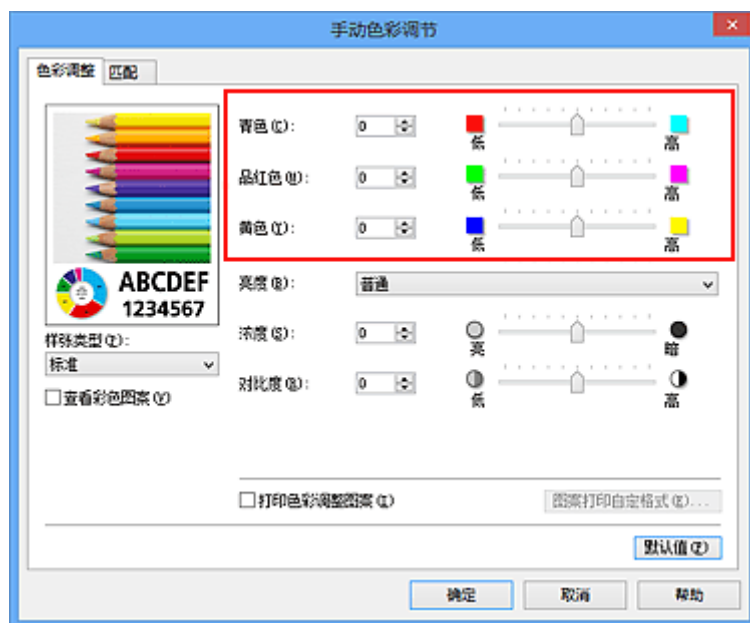 手动色彩调节
色彩调整 匹配
青色(C): 0 低 高
品红色(M): 0 低 高
黄色(Y): 0 低 高
ABCDEF
1234567
亮度(B): 普通
样张类型(P):
标准
浓度(S): 0 亮 暗
查看彩色图案(V)
对比度(R): 0 低 高
打印色彩调整图案(I) 图案打印自定格式(E)...
默认值(F)
确定 取消 帮助